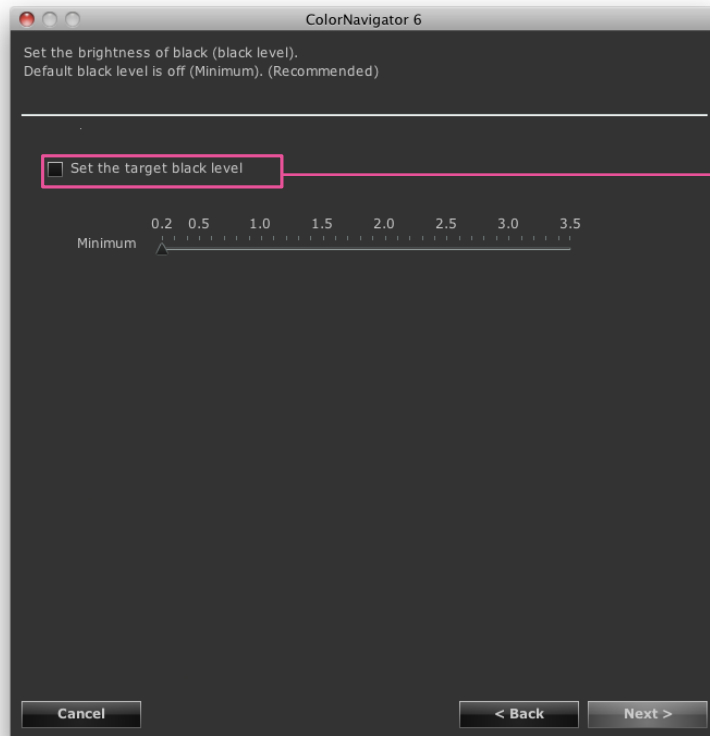 ColorNavigator 6
Set the brightness of black (black level).
Default black level is off (Minimum). (Recommended)
Set the target black level
0.2 0.5 1.0 1.5 2.0 2.5 3.0 3.5
Minimum
Cancel < Back Next >